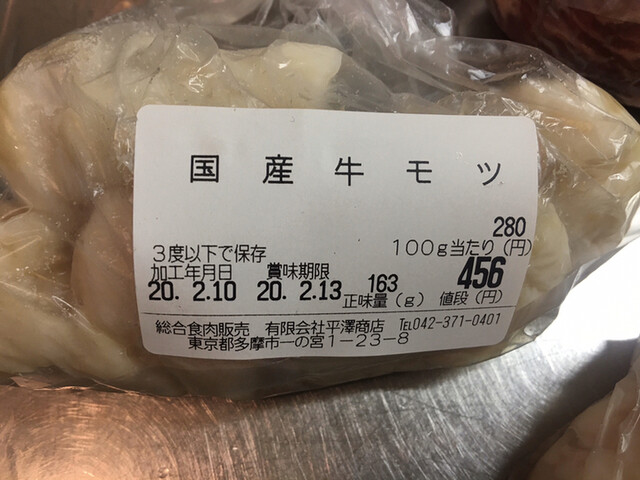 国産牛モツ
280
3度以下で保存 100g当たり(円)
加工年月日 賞味期限 163 456
20. 2.10 20. 2.13 正味量(g) 値段(円)
総合食肉販売 有限会社平澤商店 ℡042-371-0401
東京都多摩市一の宮1-23-8